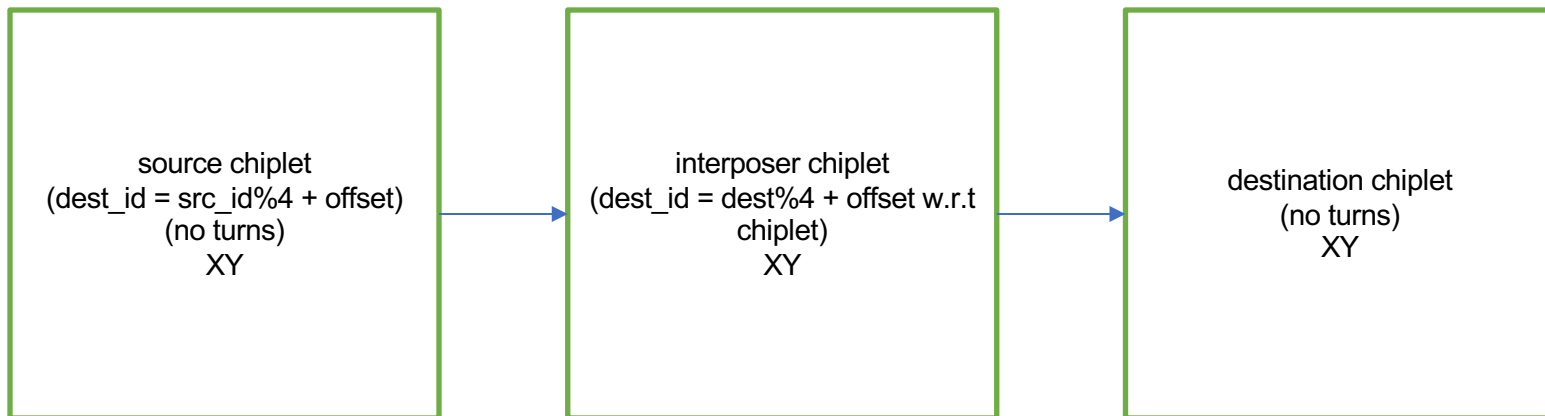 source chiplet
(dest_id = src_id%4 + offset)
(no turns)
XY
interposer chiplet
(dest_id = dest%4 + offset w.r.t
chiplet)
XY
destination chiplet
(no turns)
XY